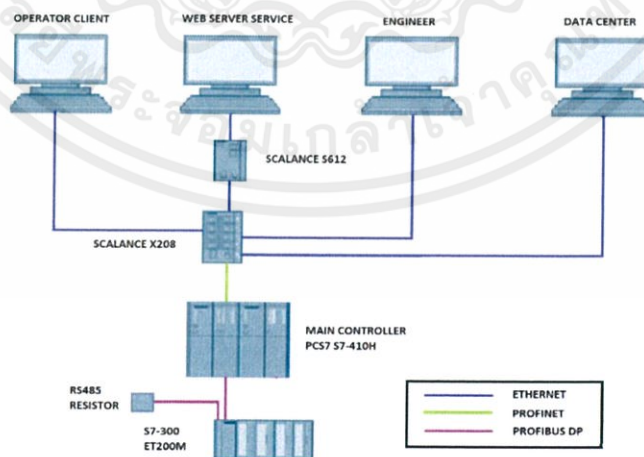 OPERATOR CLIENT
WEB SERVER SERVICE
ENGINEER
DATA CENTER
SCALANCE S612
SCALANCE X208
MAIN CONTROLLER
PCS7 S7-410H
RS485
RESISTOR
S7-300
ET200M
ETHERNET
PROFINET
PROFIBUS DP